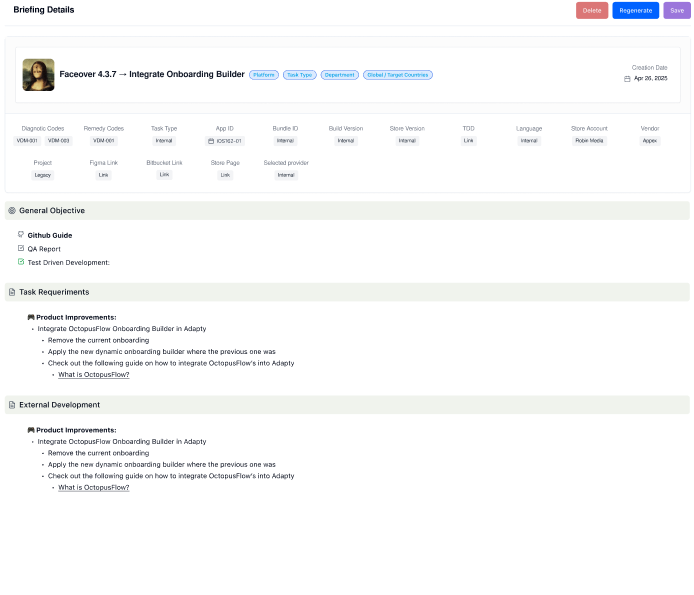 Briefing Details
Delete Regenerate Save
Faceover 4.3.7 → Integrate Onboarding Builder Platform Task Type Department Global / Target Countries
Creation Date
Apr 26, 2025
Diagnotic Codes Remedy Codes Task Type App ID Bundle ID Build Version Store Version TDD Language Store Account Vendor
VDM-001 VDM-003 VDM-001 Internal IOS102-01 Internal Internal Internal Link Internal Robin Media Appex
Project Figma Link Bitbucket Link Store Page Selected provider
Legacy Link Link Link Internal
General Objective
Github Guide
QA Report
Test Driven Development:
Task Requeriments
🎮 Product Improvements:
• Integrate OctopusFlow Onboarding Builder in Adapty
• Remove the current onboarding
• Apply the new dynamic onboarding builder where the previous one was
• Check out the following guide on how to integrate OctopusFlow's into Adapty
• What is OctopusFlow?
External Development
🎮 Product Improvements:
• Integrate OctopusFlow Onboarding Builder in Adapty
• Remove the current onboarding
• Apply the new dynamic onboarding builder where the previous one was
• Check out the following guide on how to integrate OctopusFlow's into Adapty
• What is OctopusFlow?